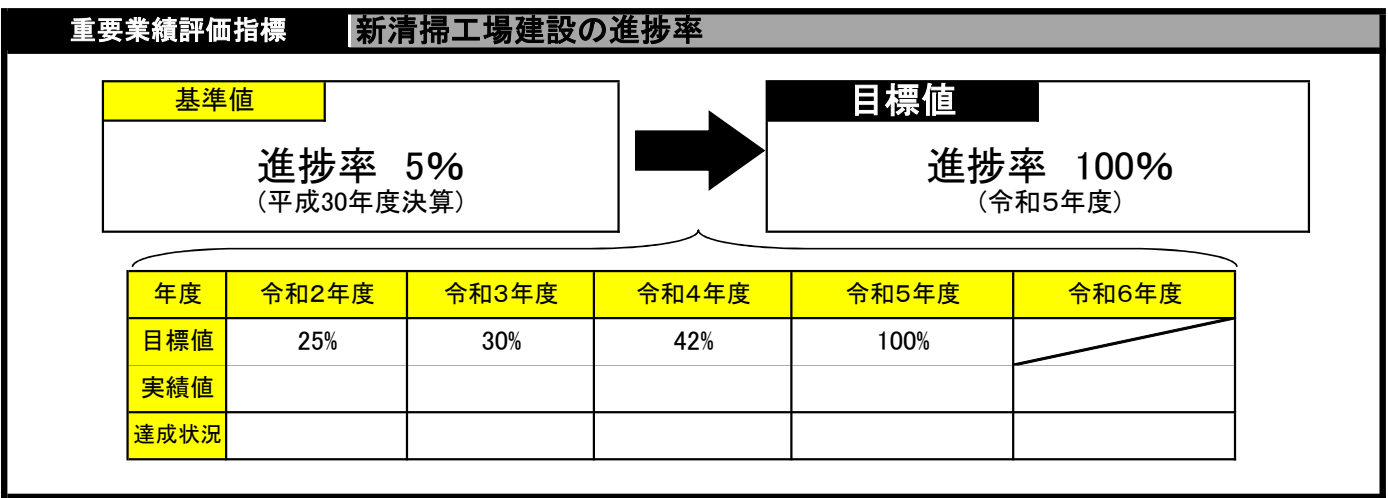 重要業績評価指標 新清掃工場建設の進捗率
基準値 目標値
進捗率 5% 進捗率 100%
(平成30年度決算) (令和5年度)
年度 令和2年度 令和3年度 令和4年度 令和5年度 令和6年度
目標値 25% 30% 42% 100%
実績値
達成状況